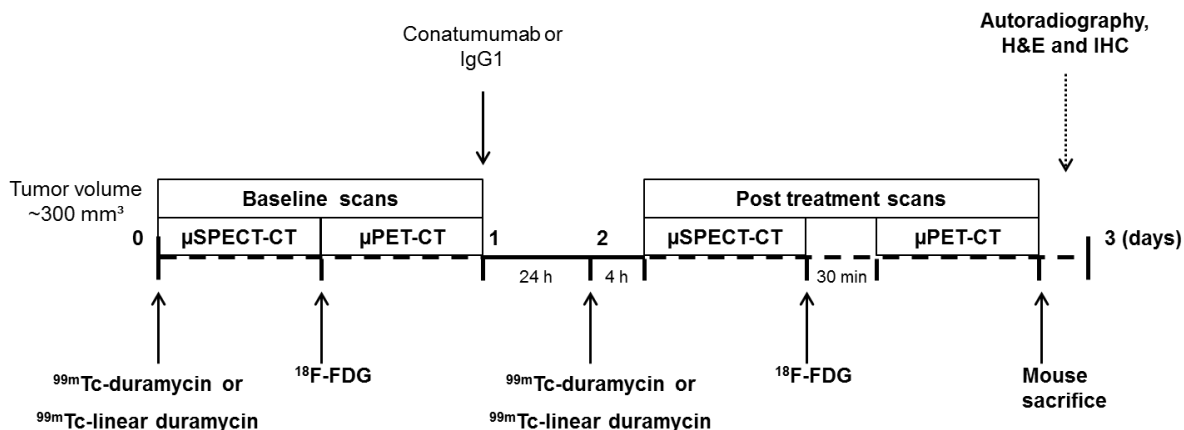 Autoradiography,
H&E and IHC
Conatumumab or
IgG1
Tumor volume
~300 mm³
Baseline scans
Post treatment scans
0
µSPECT-CT
µPET-CT
1
2
µSPECT-CT
µPET-CT
3 (days)
24 h
4 h
30 min
⁹⁹ᵐTc-duramycin or
⁹⁹ᵐTc-linear duramycin
¹⁸F-FDG
⁹⁹ᵐTc-duramycin or
⁹⁹ᵐTc-linear duramycin
¹⁸F-FDG
Mouse
sacrifice